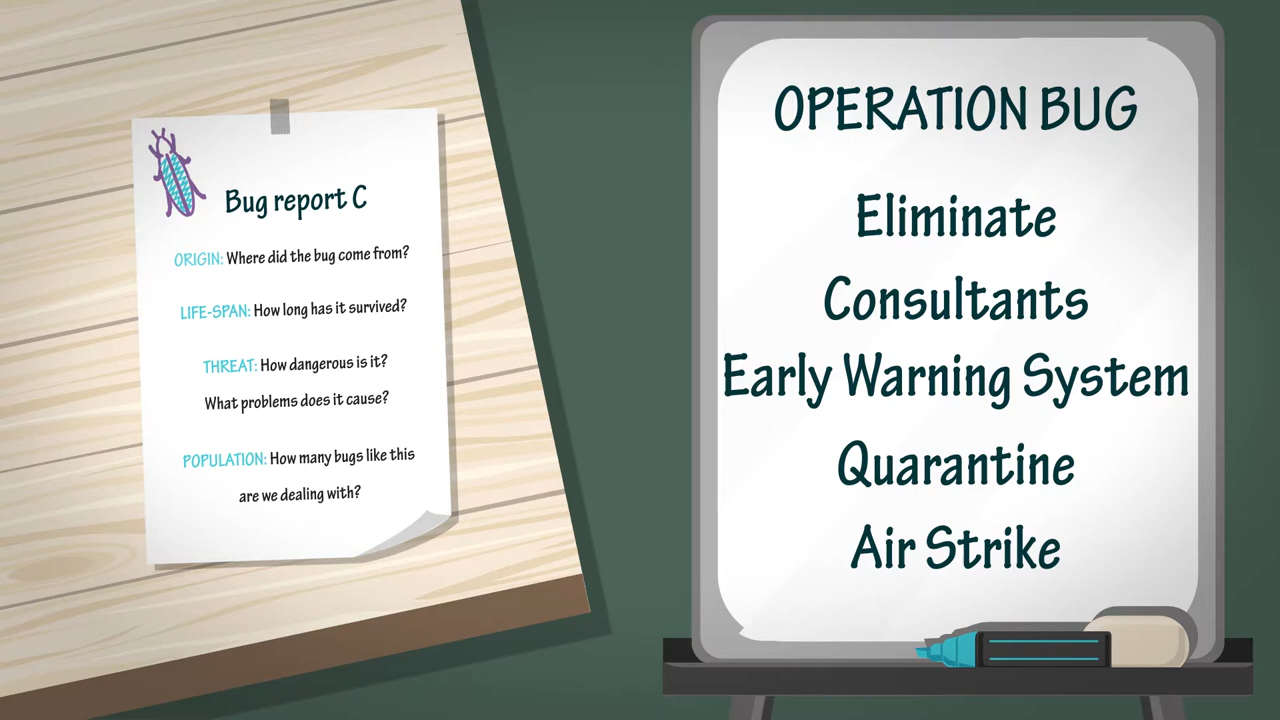 Bug report C
ORIGIN: Where did the bug come from?
LIFE-SPAN: How long has it survived?
THREAT: How dangerous is it?
What problems does it cause?
POPULATION: How many bugs like this
are we dealing with?
OPERATION BUG
Eliminate
Consultants
Early Warning System
Quarantine
Air Strike